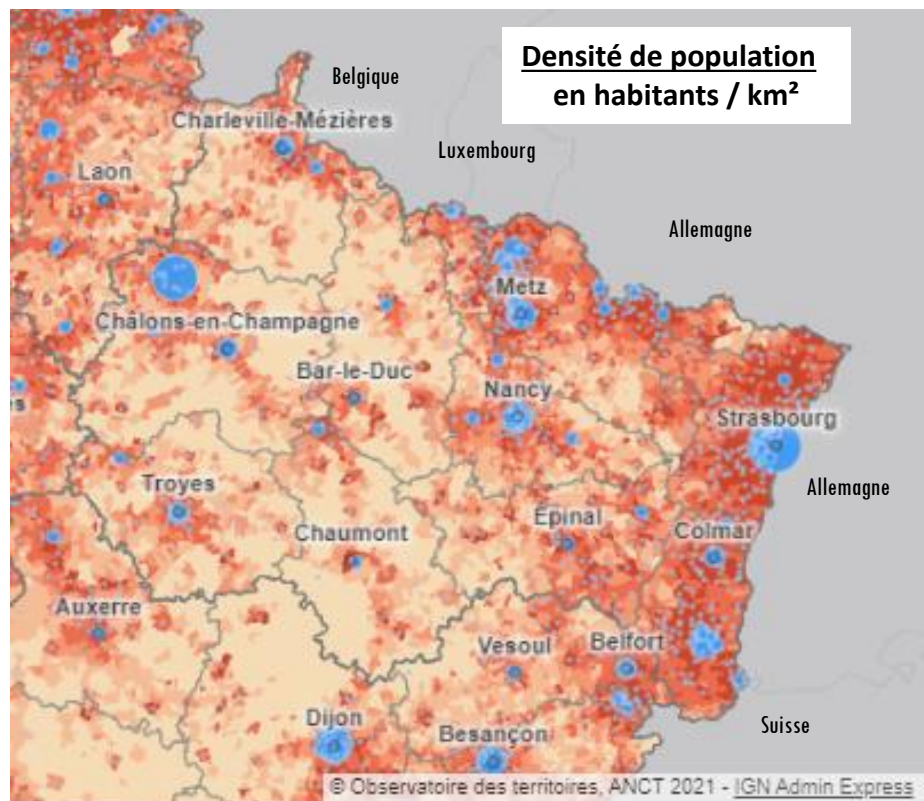 Densité de population
en habitants / km²
Belgique
Charleville-Mézières
Luxembourg
Laon
Allemagne
Metz
Châlons-en-Champagne
Bar-le-Duc
Nancy
es
Strasbourg
Troyes
Allemagne
Épinal
Chaumont
Colmar
Auxerre
Vesoul
Belfort
Dijon
Besançon
Suisse
© Observatoire des territoires, ANCT 2021 - IGN Admin Express